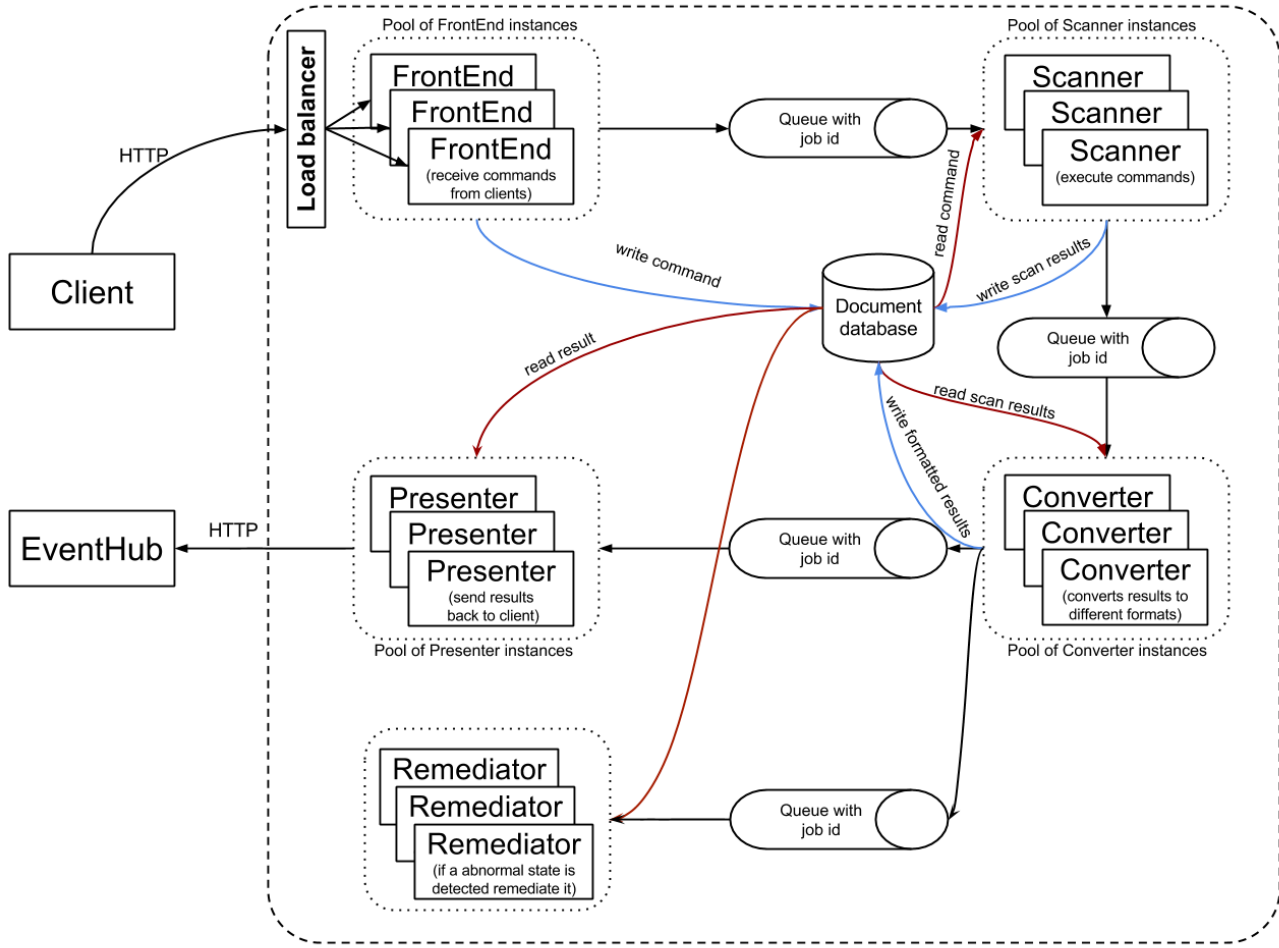 Pool of FrontEnd instances
Pool of Scanner instances
Load balancer
FrontEnd
FrontEnd
FrontEnd
(receive commands
from clients)
Queue with
job id
Scanner
Scanner
Scanner
(execute commands)
HTTP
Client
write command
read command
write scan results
Document
database
Queue with
job id
read result
read scan results
write formatted results
Presenter
Presenter
Presenter
(send results
back to client)
Pool of Presenter instances
EventHub
HTTP
Queue with
job id
Converter
Converter
Converter
(converts results to
different formats)
Pool of Converter instances
Remediator
Remediator
Remediator
(if a abnormal state is
detected remediate it)
Queue with
job id